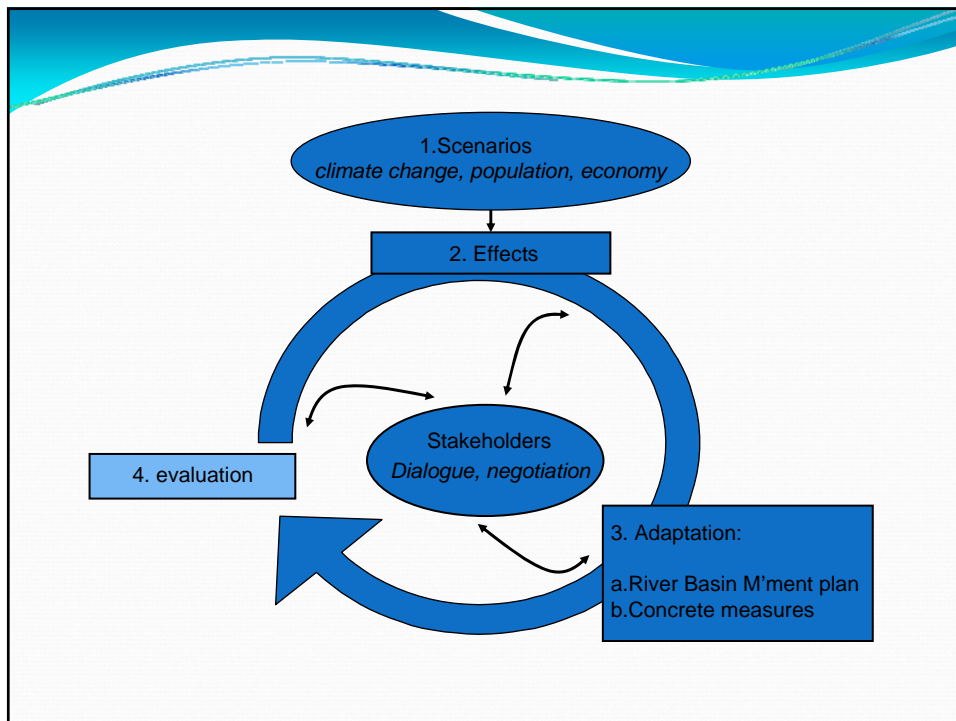 1.Scenarios
climate change, population, economy
2. Effects
Stakeholders
Dialogue, negotiation
4. evaluation
3. Adaptation:
a.River Basin M’ment plan
b.Concrete measures